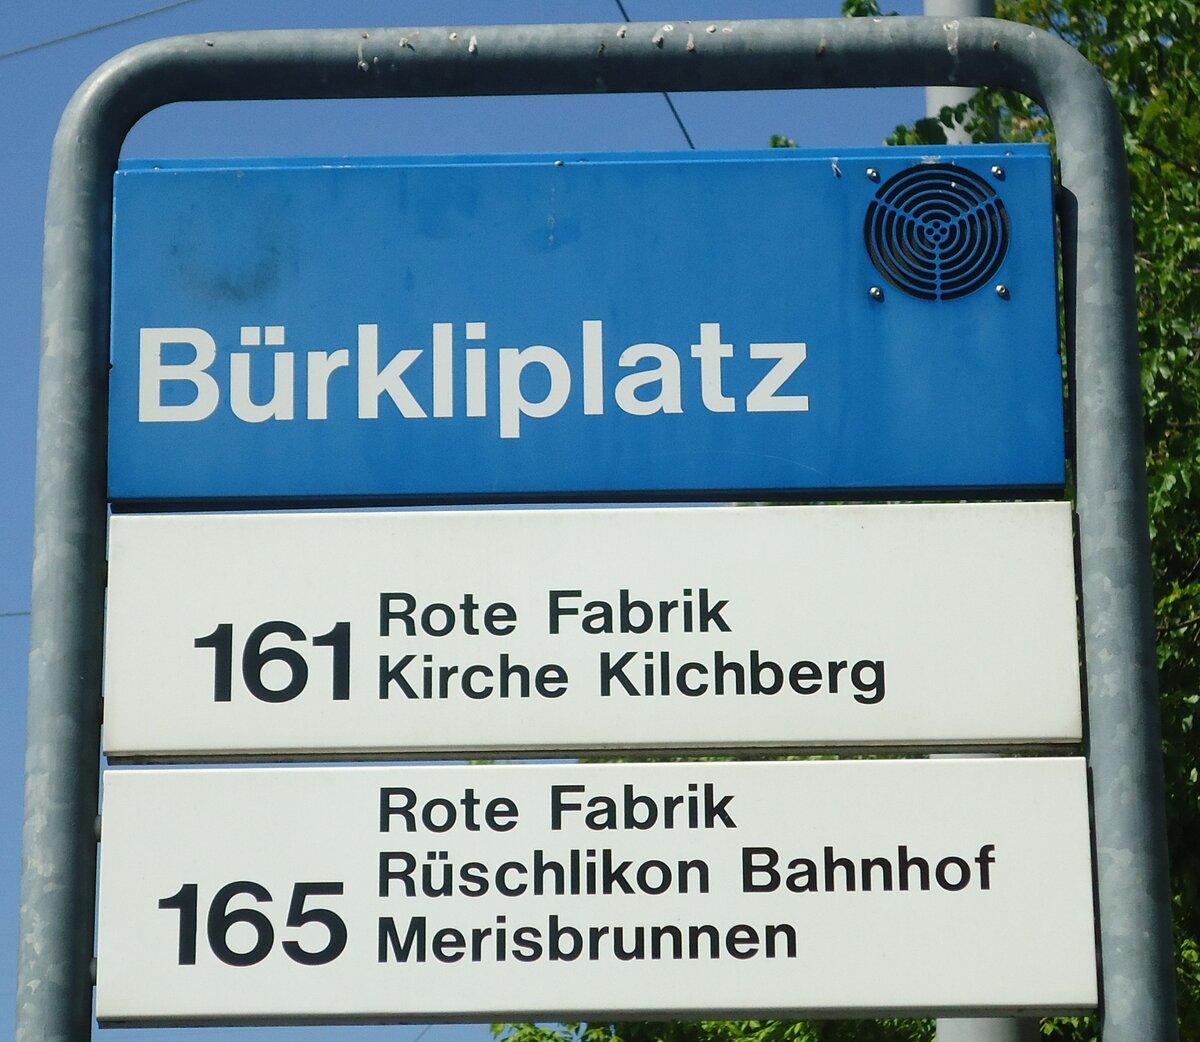 Bürkliplatz
161 Rote Fabrik
Kirche Kilchberg
165 Rote Fabrik
Rüschlikon Bahnhof
Merisbrunnen